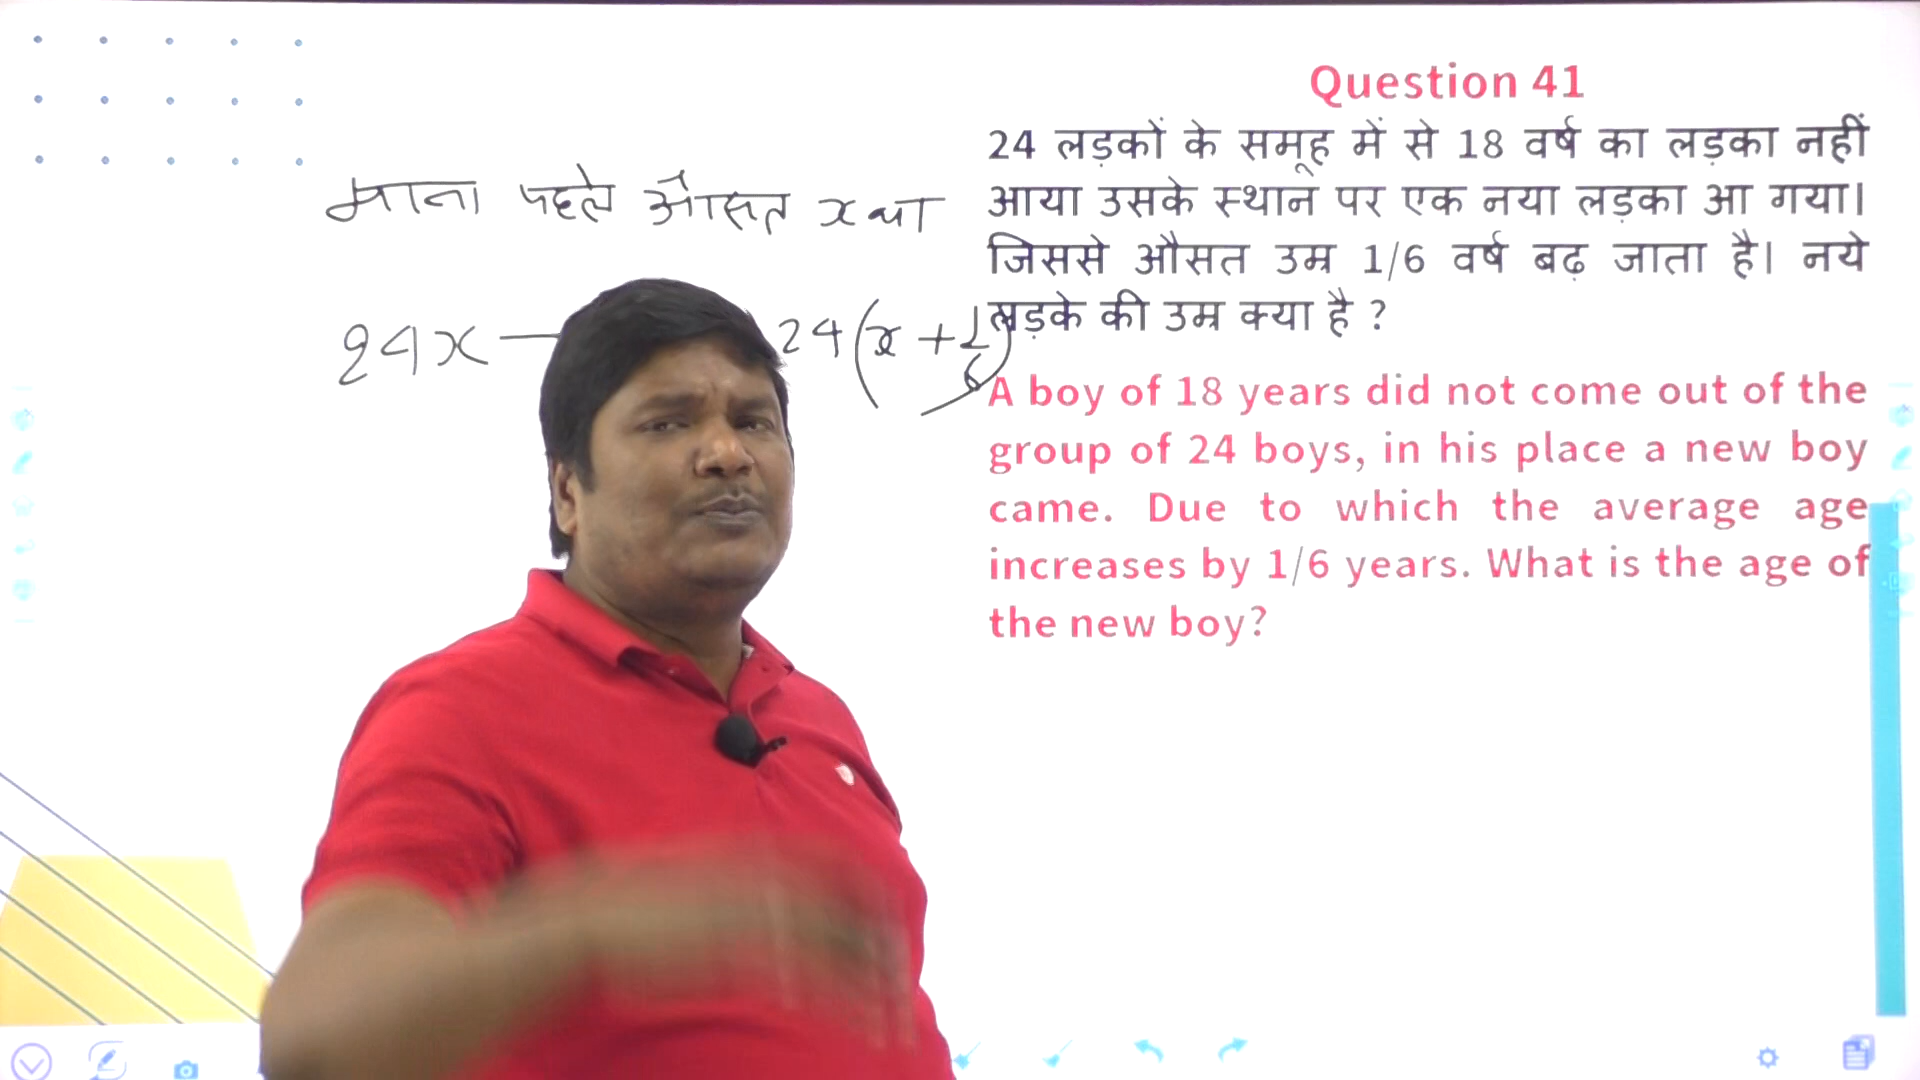 Question 41
24 लड़कों के समूह में से 18 वर्ष का लड़का नहीं
आया उसके स्थान पर एक नया लड़का आ गया।
जिससे औसत उम्र 1/6 वर्ष बढ़ जाता है। नये
लड़के की उम्र क्या है ?
A boy of 18 years did not come out of the
group of 24 boys, in his place a new boy
came. Due to which the average age
increases by 1/6 years. What is the age of
the new boy?
माना पहले औसत x था
24x − 24(x + 1/6)